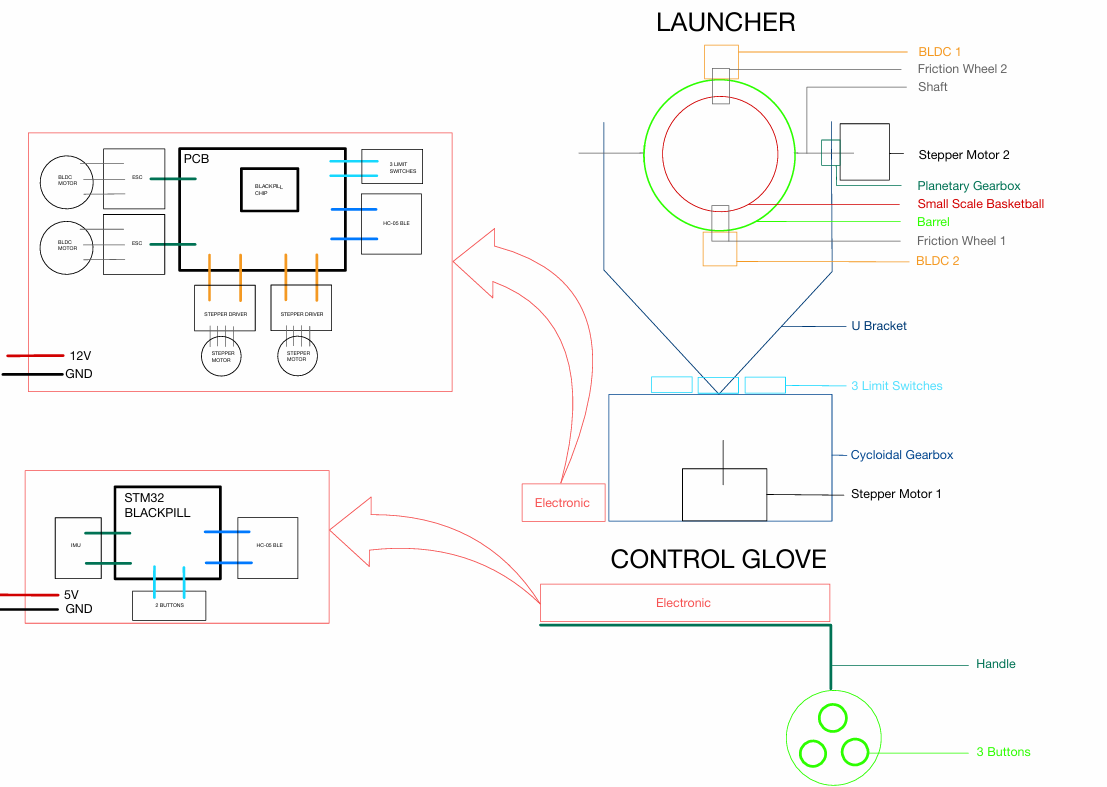 LAUNCHER
BLDC 1
Friction Wheel 2
Shaft
Stepper Motor 2
Planetary Gearbox
Small Scale Basketball
Barrel
Friction Wheel 1
BLDC 2
U Bracket
3 Limit Switches
Cycloidal Gearbox
Stepper Motor 1
Electronic
PCB
BLACKPILL
CHIP
BLDC
MOTOR
ESC
BLDC
MOTOR
ESC
3 LIMIT
SWITCHES
HC-05 BLE
STEPPER DRIVER
STEPPER DRIVER
STEPPER
MOTOR
STEPPER
MOTOR
12V
GND
STM32
BLACKPILL
IMU
HC-05 BLE
2 BUTTONS
5V
GND
CONTROL GLOVE
Electronic
Handle
3 Buttons